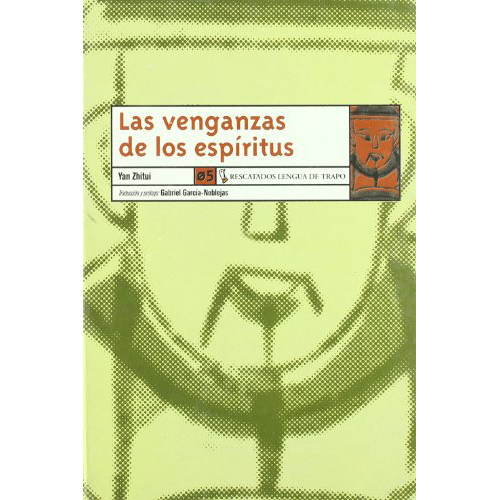 Las venganzas
de los espíritus
Yan Zhitui
05 RESCATADOS LENGUA DE TRAPO
Traducción y prólogo: Gabriel García-Noblejas